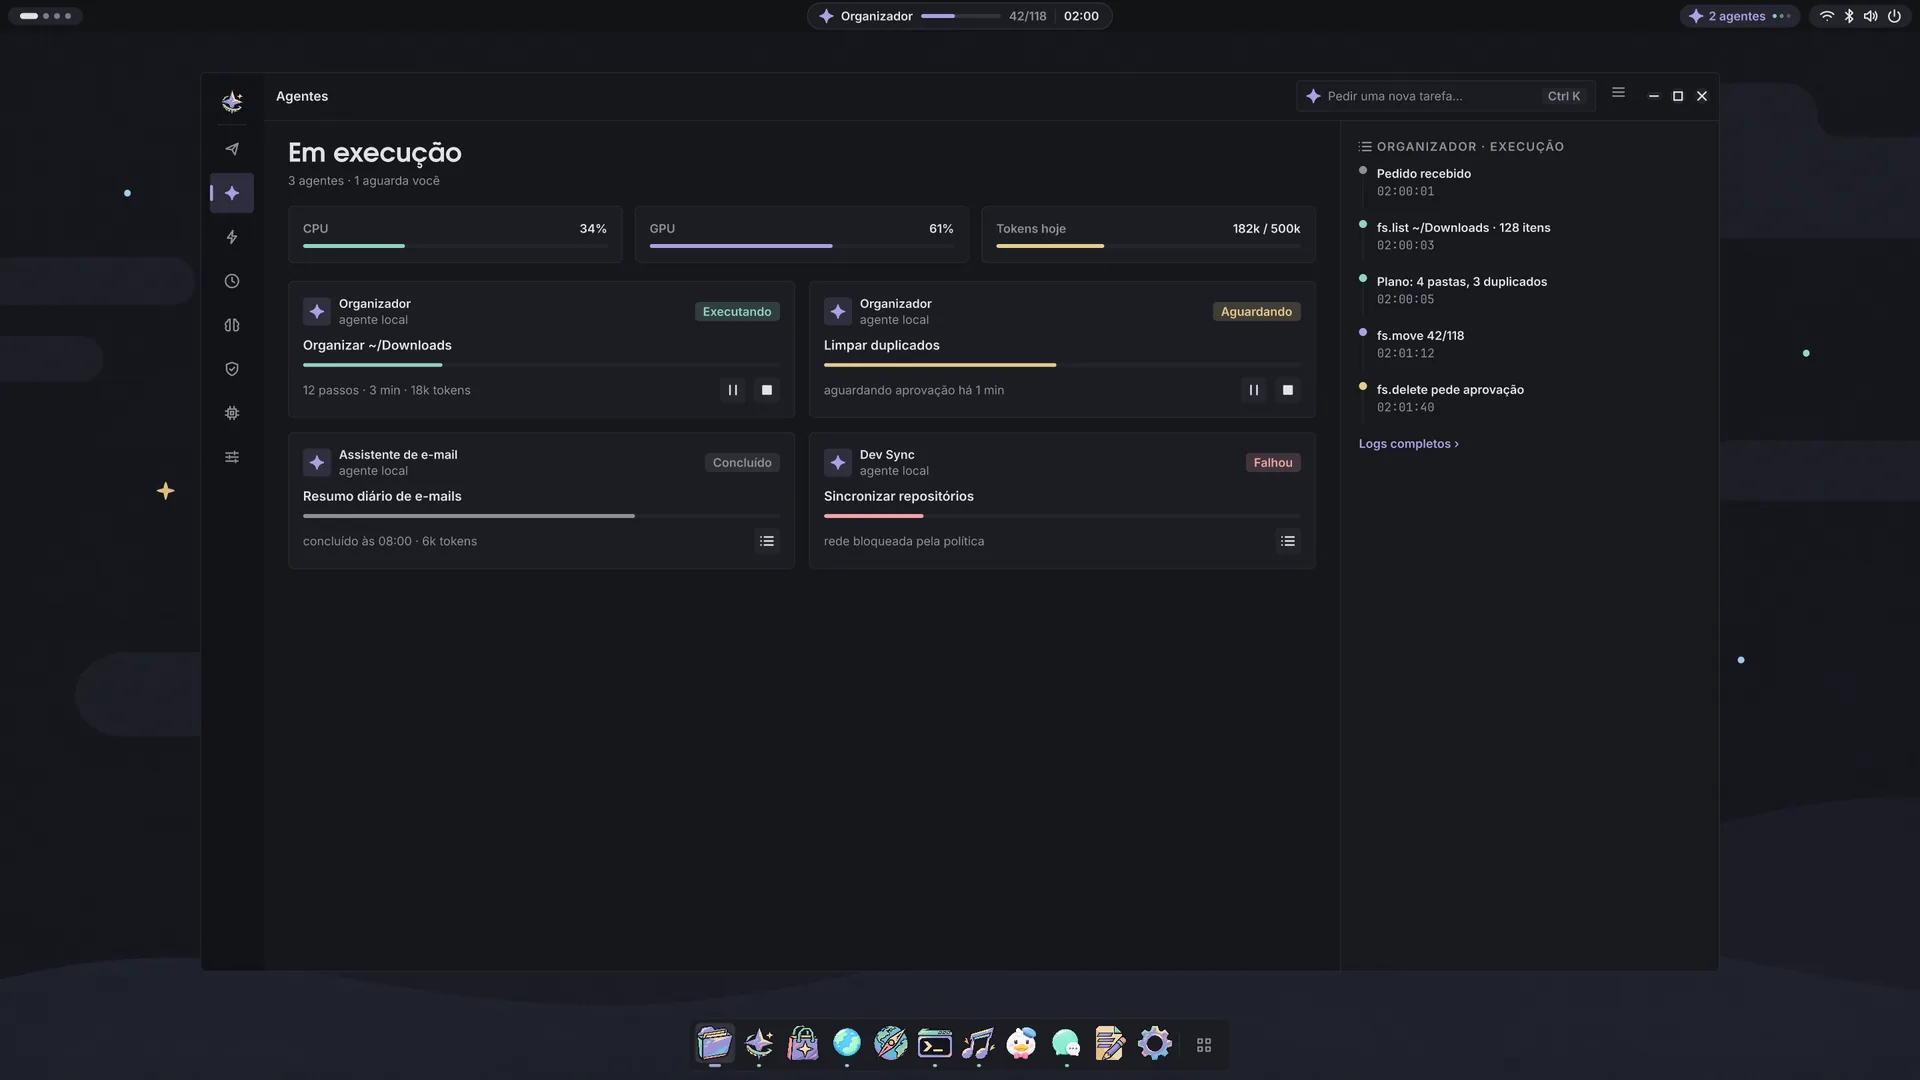 Organizador 42/118 02:00
2 agentes
Agentes
Pedir uma nova tarefa... Ctrl K
Em execução
3 agentes · 1 aguarda você
CPU 34%
GPU 61%
Tokens hoje 182k / 500k
Organizador
agente local
Executando
Organizar ~/Downloads
12 passos · 3 min · 18k tokens
Organizador
agente local
Aguardando
Limpar duplicados
aguardando aprovação há 1 min
Assistente de e-mail
agente local
Concluído
Resumo diário de e-mails
concluído às 08:00 · 6k tokens
Dev Sync
agente local
Falhou
Sincronizar repositórios
rede bloqueada pela política
ORGANIZADOR · EXECUÇÃO
Pedido recebido
02:00:01
fs.list ~/Downloads · 128 itens
02:00:03
Plano: 4 pastas, 3 duplicados
02:00:05
fs.move 42/118
02:01:12
fs.delete pede aprovação
02:01:40
Logs completos ›